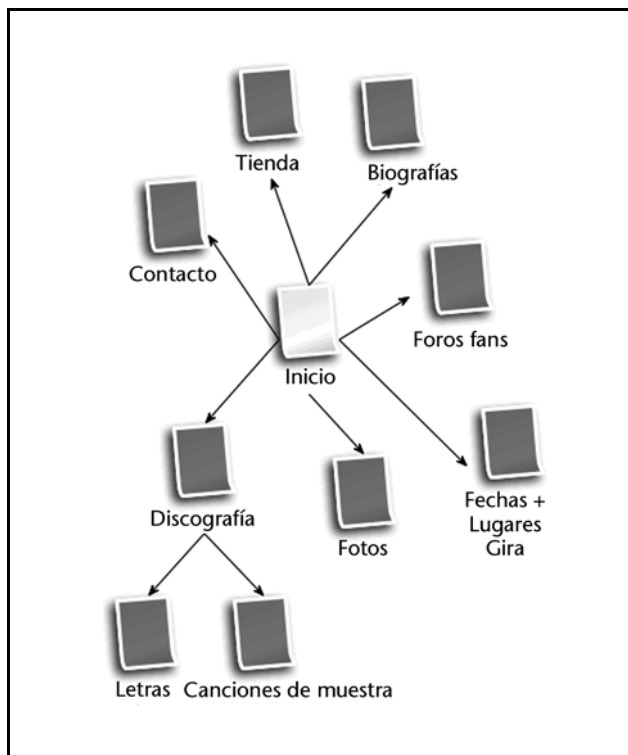 Tienda
Biografías
Contacto
Foros fans
Inicio
Fechas +
Lugares
Gira
Discografía
Fotos
Letras
Canciones de muestra